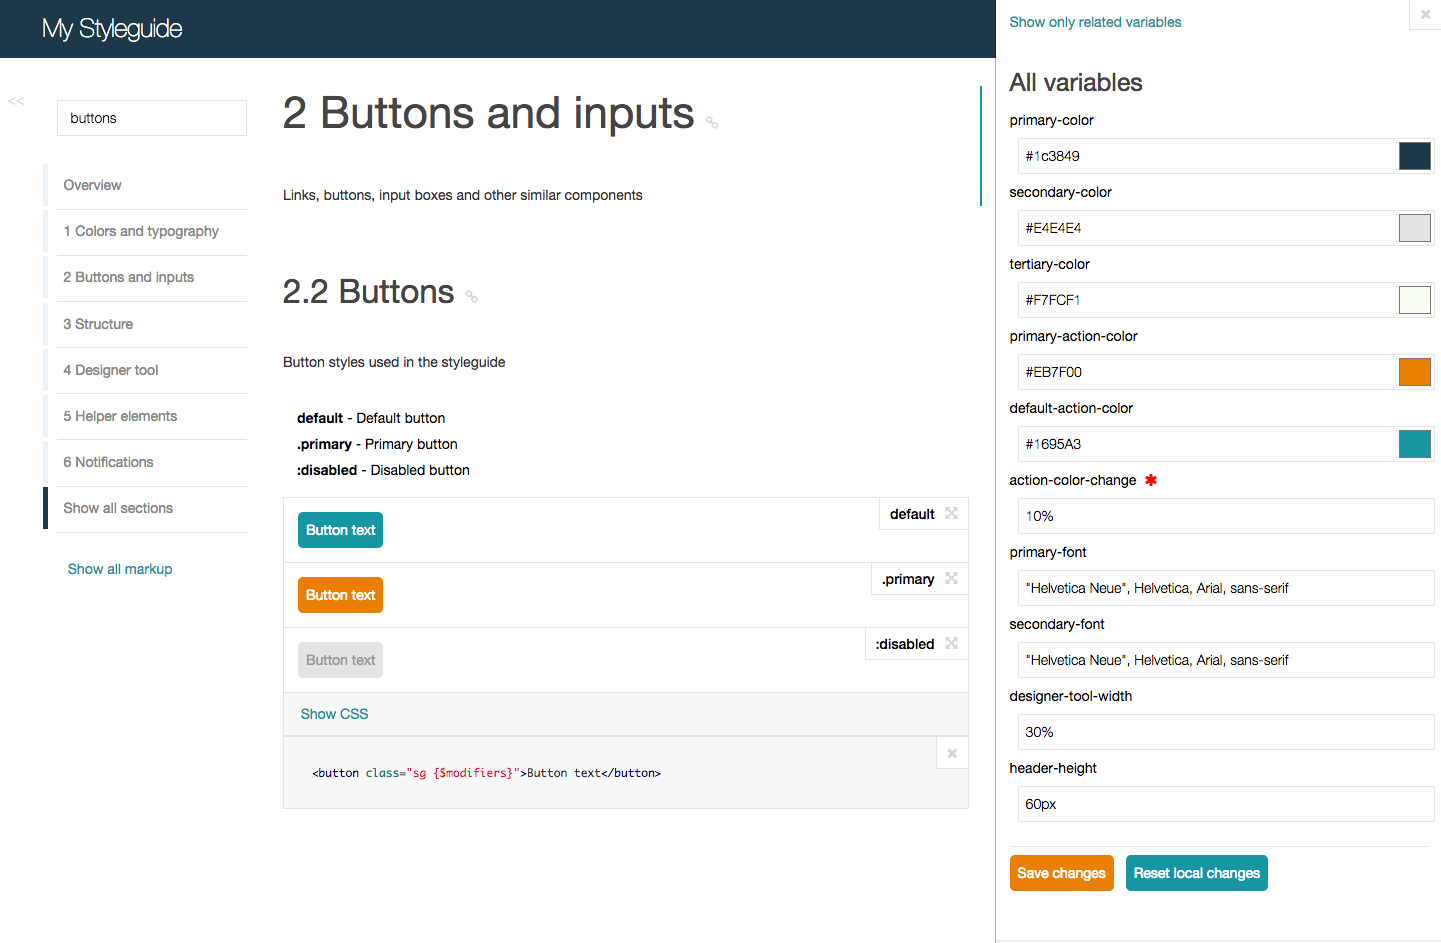 My Styleguide
<<
buttons
Overview
1 Colors and typography
2 Buttons and inputs
3 Structure
4 Designer tool
5 Helper elements
6 Notifications
Show all sections
Show all markup
2 Buttons and inputs
Links, buttons, input boxes and other similar components
2.2 Buttons
Button styles used in the styleguide
default - Default button
.primary - Primary button
:disabled - Disabled button
Button text
default
Button text
.primary
Button text
:disabled
Show CSS
<button class="sg {$modifiers}">Button text</button>
Show only related variables
All variables
primary-color
#1c3849
secondary-color
#E4E4E4
tertiary-color
#F7FCF1
primary-action-color
#EB7F00
default-action-color
#1695A3
action-color-change ✱
10%
primary-font
"Helvetica Neue", Helvetica, Arial, sans-serif
secondary-font
"Helvetica Neue", Helvetica, Arial, sans-serif
designer-tool-width
30%
header-height
60px
Save changes
Reset local changes